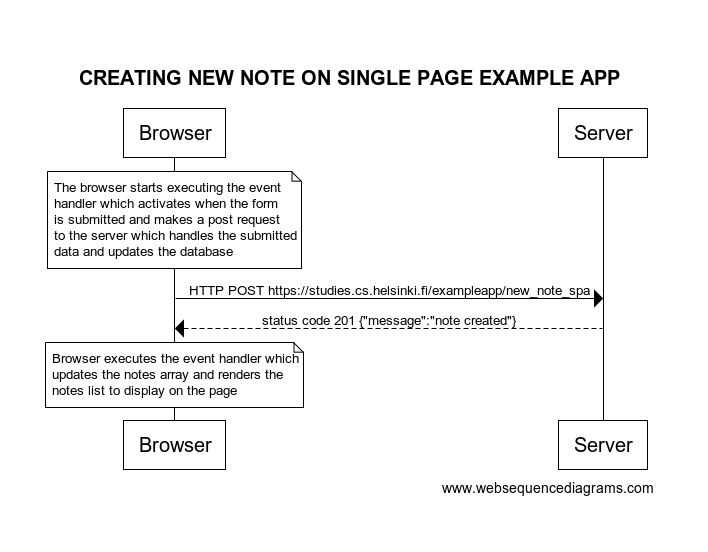 CREATING NEW NOTE ON SINGLE PAGE EXAMPLE APP
Browser
Server
The browser starts executing the event
handler which activates when the form
is submitted and makes a post request
to the server which handles the submitted
data and updates the database
HTTP POST https://studies.cs.helsinki.fi/exampleapp/new_note_spa
status code 201 {"message":"note created"}
Browser executes the event handler which
updates the notes array and renders the
notes list to display on the page
Browser
Server
www.websequencediagrams.com